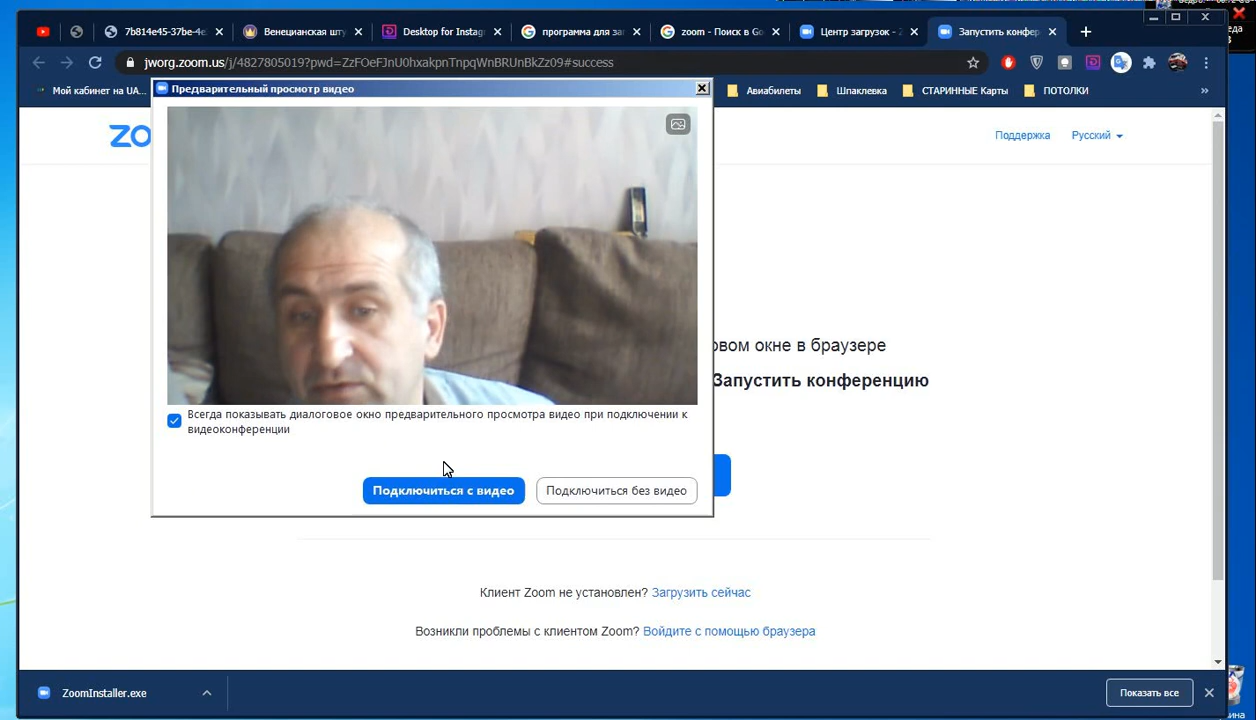 7b814e45-37be-4
Венецианская шту
Desktop for Instag
программа для за
zoom - Поиск в Go
Центр загрузок - Z
Запустить конфер
jworg.zoom.us/j/4827805019?pwd=ZzFOeFJnU0hxakpnTnpqWnBRUnBkZz09#success
Мой кабинет на UA...
Авиабилеты
Шпаклевка
СТАРИННЫЕ Карты
ПОТОЛКИ
»
Предварительный просмотр видео
ZO
Поддержка
Русский
овом окне в браузере
Запустить конференцию
Всегда показывать диалоговое окно предварительного просмотра видео при подключении к
видеоконференции
Подключиться с видео
Подключиться без видео
Клиент Zoom не установлен? Загрузить сейчас
Возникли проблемы с клиентом Zoom? Войдите с помощью браузера
ZoomInstaller.exe
Показать все